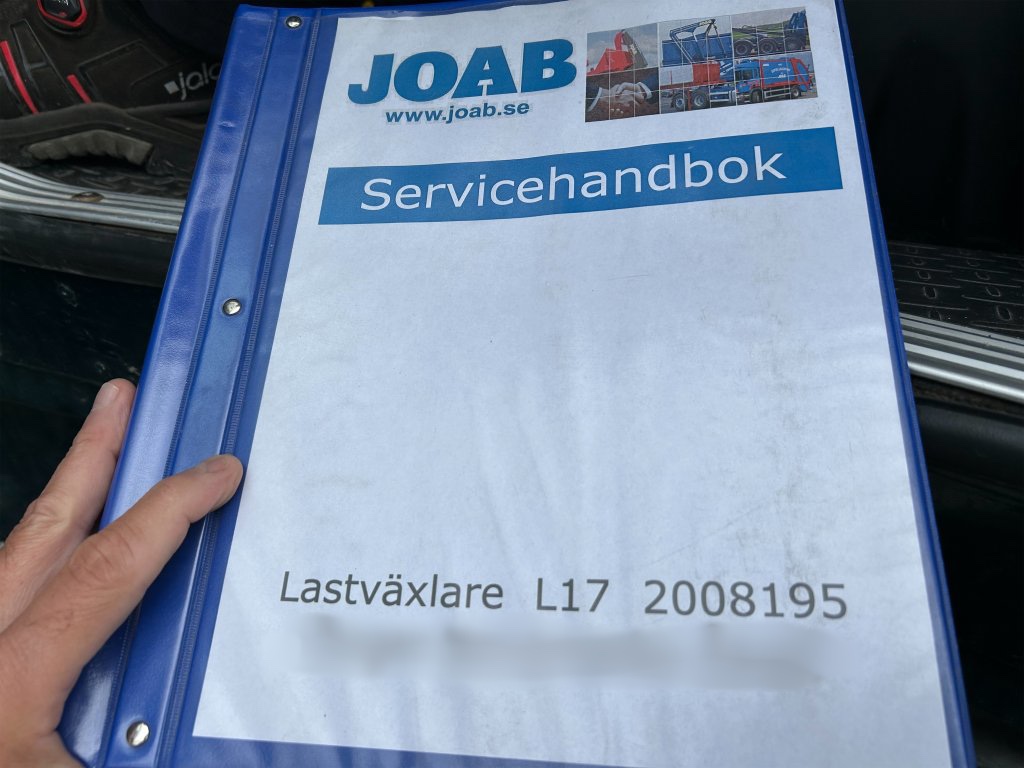 JOAB
www.joab.se
Servicehandbok
Lastväxlare L17 2008195